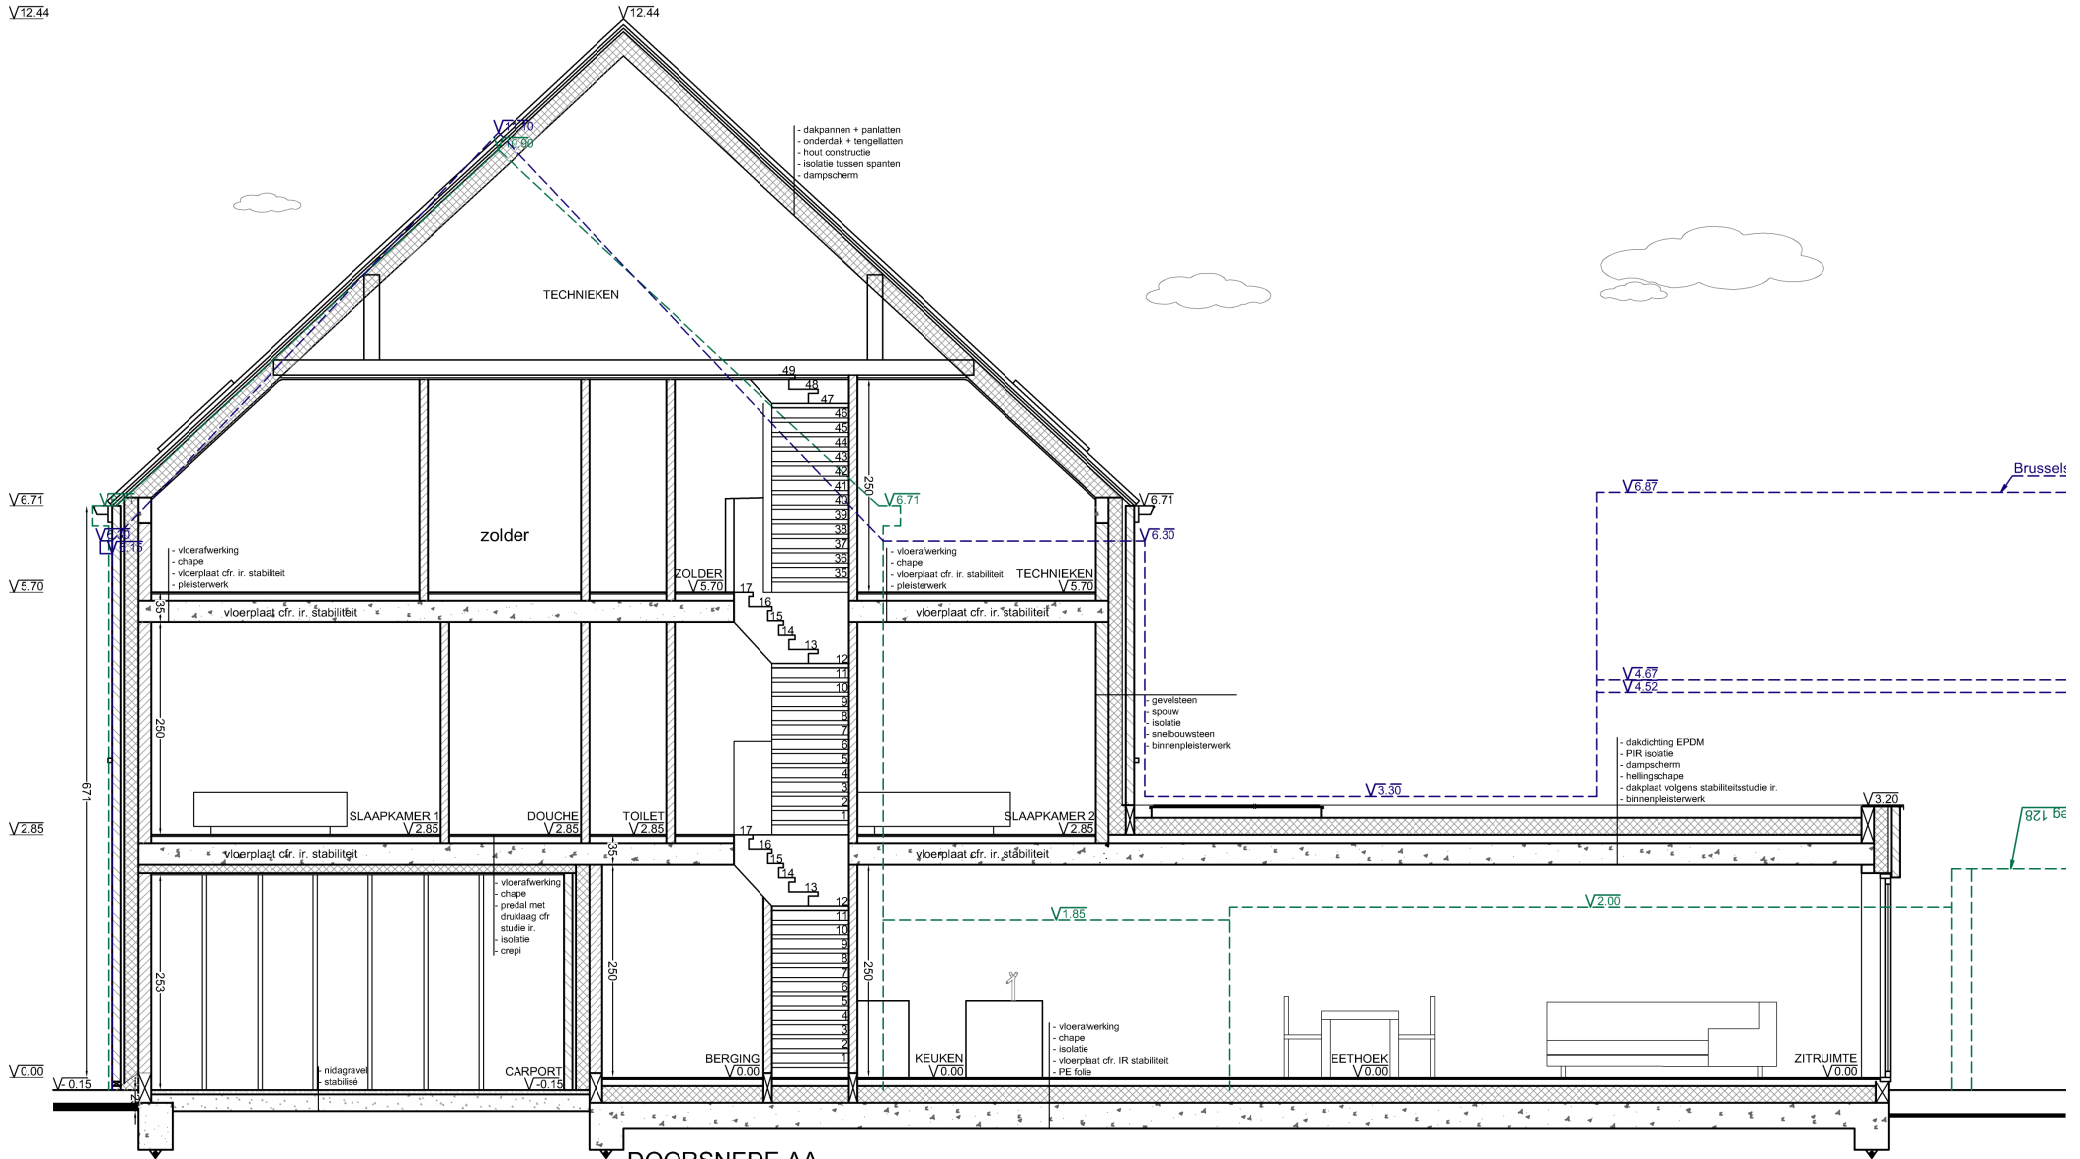 12.44
12.44
11.10
10.90
- dakpannen + panlatten
- onderdak + tengellatten
- hout constructie
- isolatie tussen spanten
- dampscherm
TECHNIEKEN
49
48
47
46
45
44
43
42
41
40
39
38
37
36
35
250
Brussels
6.87
6.71
6.71
6.71
6.30
6.30
zolder
- vloerafwerking
- chape
- vloerplaat cfr. ir. stabiliteit
- pleisterwerk
- vloerafwerking
- chape
- vloerplaat cfr. ir. stabiliteit
- pleisterwerk
5.70
ZOLDER
5.70
TECHNIEKEN
5.70
35
vloerplaat cfr. ir. stabiliteit
vloerplaat cfr. ir. stabiliteit
17
16
15
14
13
12
11
10
9
8
7
6
5
4
3
2
1
4.67
4.52
- gevelsteen
- spouw
- isolatie
- snelbouwsteen
- binnenpleisterwerk
- dakdichting EPDM
- PIR isolatie
- dampscherm
- hellingschape
- dakplaat volgens stabiliteitsstudie ir.
- binnenpleisterwerk
250
671
3.30
3.20
2.85
SLAAPKAMER 1
2.85
DOUCHE
2.85
TOILET
2.85
SLAAPKAMER 2
2.85
eg 128
35
vloerplaat cfr. ir. stabiliteit
vloerplaat cfr. ir. stabiliteit
17
16
15
14
13
12
11
10
9
8
7
6
5
4
3
2
1
- vloerafwerking
- chape
- predal met
druklaag cfr
studie ir.
- isolatie
- crepi
1.85
2.00
253
250
250
- vloerafwerking
- chape
- isolatie
- vloerplaat cfr. IR stabiliteit
- PE folie
- nidagravel
- stabilisé
0.00
-0.15
CARPORT
-0.15
BERGING
0.00
KEUKEN
0.00
EETHOEK
0.00
ZITRUIMTE
0.00
DOORSNEDE AA